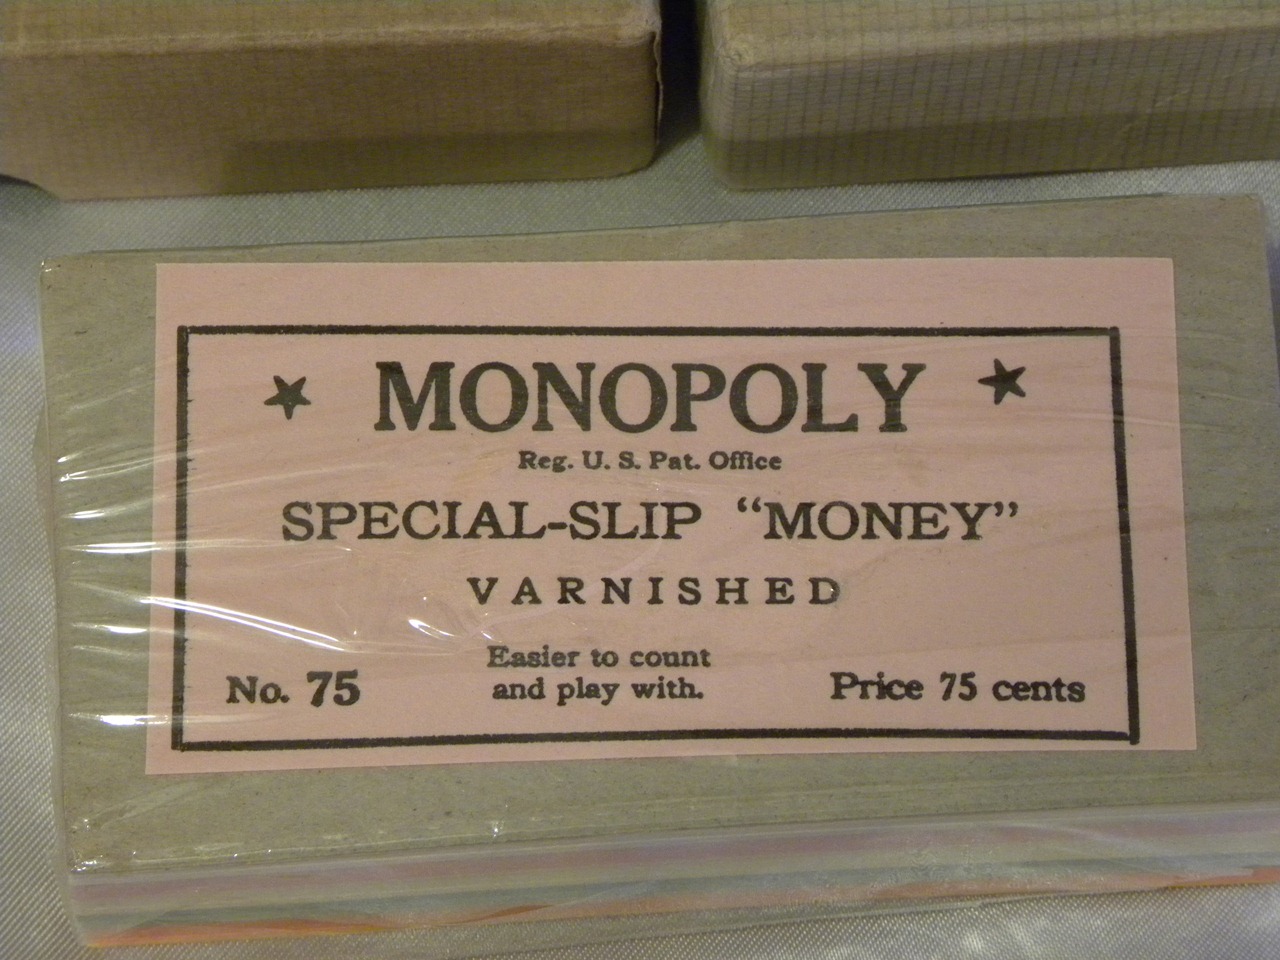 MONOPOLY
Reg. U. S. Pat. Office
SPECIAL-SLIP “MONEY”
VARNISHED
Easier to count
and play with.
No. 75
Price 75 cents